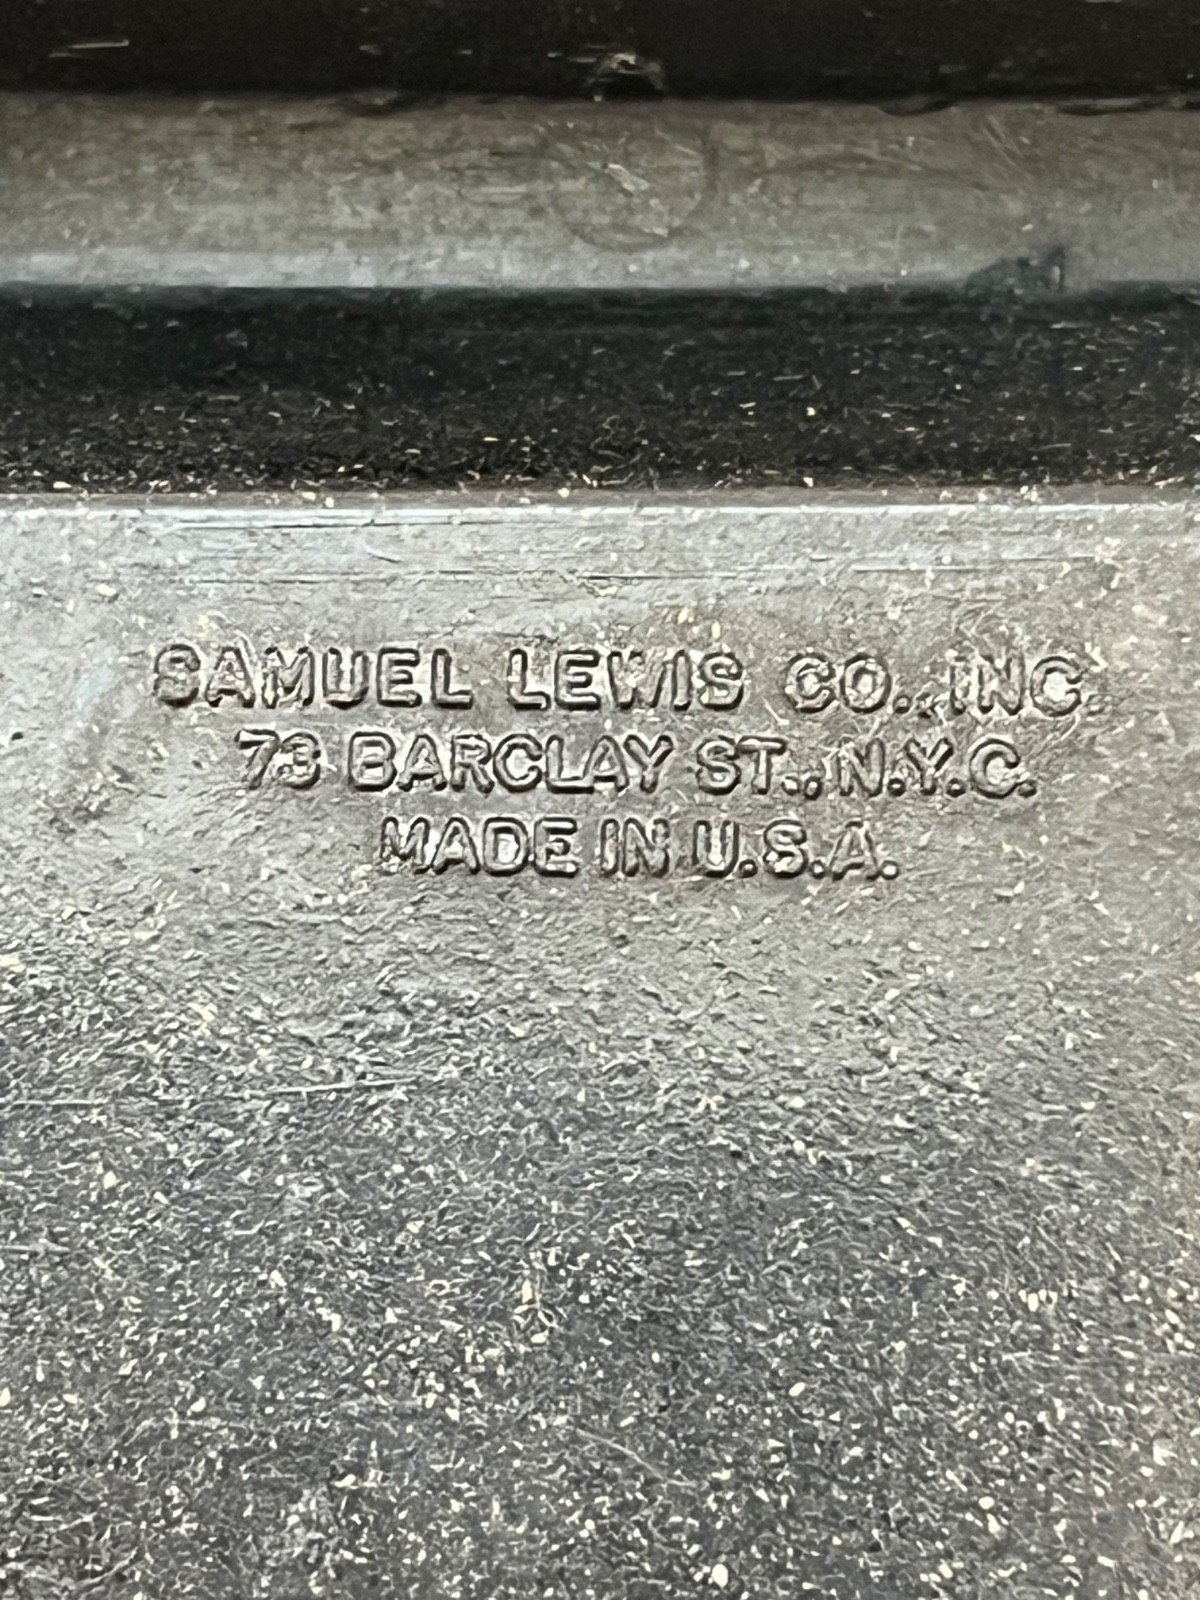 SAMUEL LEWIS CO., INC.
73 BARCLAY ST., N.Y.C.
MADE IN U.S.A.